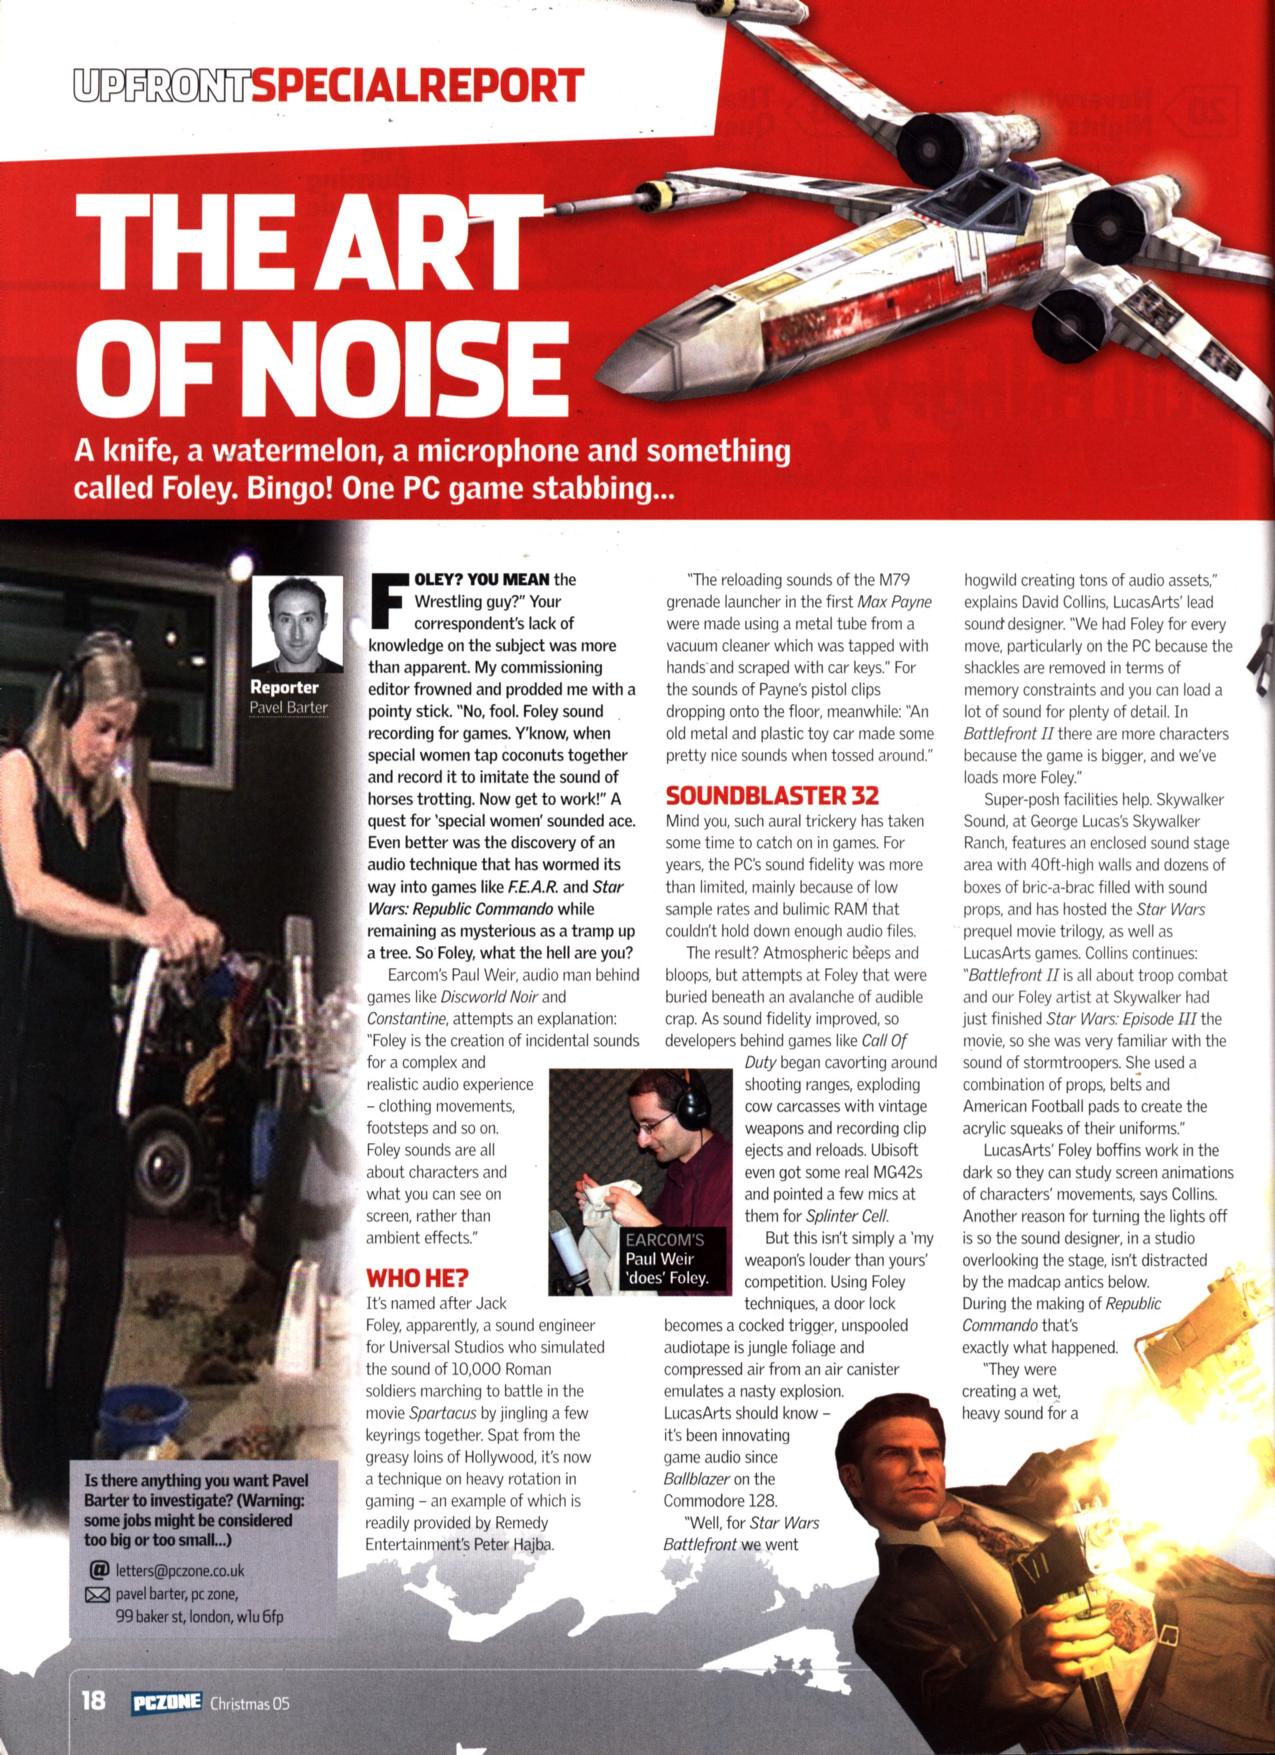 UPFRONTSPECIALREPORT
THE ART
OF NOISE
A knife, a watermelon, a microphone and something
called Foley. Bingo! One PC game stabbing...
Reporter
Pavel Barter
FOLEY? YOU MEAN the
Wrestling guy?" Your
correspondent's lack of
knowledge on the subject was more
than apparent. My commissioning
editor frowned and prodded me with a
pointy stick. "No, fool. Foley sound
recording for games. Y'know, when
special women tap coconuts together
and record it to imitate the sound of
horses trotting. Now get to work!" A
quest for 'special women' sounded ace.
Even better was the discovery of an
audio technique that has wormed its
way into games like F.E.A.R. and Star
Wars: Republic Commando while
remaining as mysterious as a tramp up
a tree. So Foley, what the hell are you?
Earcom's Paul Weir, audio man behind
games like Discworld Noir and
Constantine, attempts an explanation:
"Foley is the creation of incidental sounds
for a complex and
realistic audio experience
– clothing movements,
footsteps and so on.
Foley sounds are all
about characters and
what you can see on
screen, rather than
ambient effects."
WHO HE?
It's named after Jack
Foley, apparently, a sound engineer
for Universal Studios who simulated
the sound of 10,000 Roman
soldiers marching to battle in the
movie Spartacus by jingling a few
keyrings together. Spat from the
greasy loins of Hollywood, it's now
a technique on heavy rotation in
gaming – an example of which is
readily provided by Remedy
Entertainment's Peter Hajba.
"The reloading sounds of the M79
grenade launcher in the first Max Payne
were made using a metal tube from a
vacuum cleaner which was tapped with
hands and scraped with car keys." For
the sounds of Payne's pistol clips
dropping onto the floor, meanwhile: "An
old metal and plastic toy car made some
pretty nice sounds when tossed around."
SOUNDBLASTER 32
Mind you, such aural trickery has taken
some time to catch on in games. For
years, the PC's sound fidelity was more
than limited, mainly because of low
sample rates and bulimic RAM that
couldn't hold down enough audio files.
The result? Atmospheric beeps and
bloops, but attempts at Foley that were
buried beneath an avalanche of audible
crap. As sound fidelity improved, so
developers behind games like Call Of
Duty began cavorting around
shooting ranges, exploding
cow carcasses with vintage
weapons and recording clip
ejects and reloads. Ubisoft
even got some real MG42s
and pointed a few mics at
them for Splinter Cell.
But this isn't simply a 'my
weapon's louder than yours'
competition. Using Foley
techniques, a door lock
becomes a cocked trigger, unspooled
audiotape is jungle foliage and
compressed air from an air canister
emulates a nasty explosion.
LucasArts should know –
it's been innovating
game audio since
Ballblazer on the
Commodore 128.
"Well, for Star Wars
Battlefront we went
EARCOM'S
Paul Weir
'does' Foley.
hogwild creating tons of audio assets,"
explains David Collins, LucasArts' lead
sound designer. "We had Foley for every
move, particularly on the PC because the
shackles are removed in terms of
memory constraints and you can load a
lot of sound for plenty of detail. In
Battlefront II there are more characters
because the game is bigger, and we've
loads more Foley."
Super-posh facilities help. Skywalker
Sound, at George Lucas's Skywalker
Ranch, features an enclosed sound stage
area with 40ft-high walls and dozens of
boxes of bric-a-brac filled with sound
props, and has hosted the Star Wars
prequel movie trilogy, as well as
LucasArts games. Collins continues:
"Battlefront II is all about troop combat
and our Foley artist at Skywalker had
just finished Star Wars: Episode III the
movie, so she was very familiar with the
sound of stormtroopers. She used a
combination of props, belts and
American Football pads to create the
acrylic squeaks of their uniforms."
LucasArts' Foley boffins work in the
dark so they can study screen animations
of characters' movements, says Collins.
Another reason for turning the lights off
is so the sound designer, in a studio
overlooking the stage, isn't distracted
by the madcap antics below.
During the making of Republic
Commando that's
exactly what happened.
"They were
creating a wet,
heavy sound for a
Is there anything you want Pavel
Barter to investigate? (Warning:
some jobs might be considered
too big or too small...)
@ letters@pczone.co.uk
pavel barter, pc zone,
99 baker st, london, w1u 6fp
18 PCZONE Christmas 05